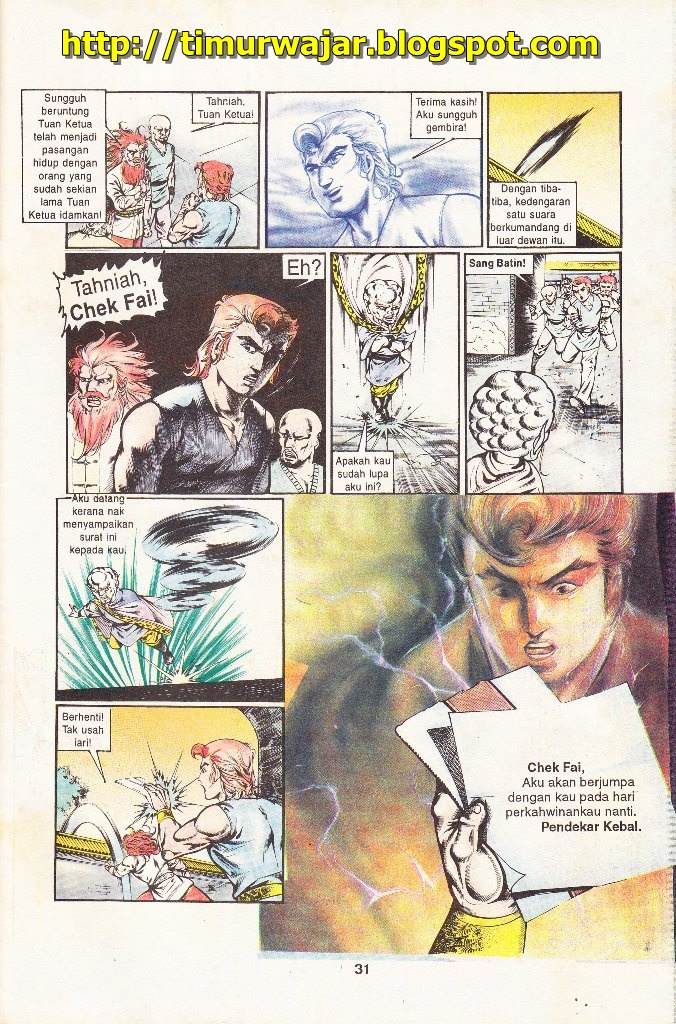 http://timurwajar.blogspot.com
Sungguh
beruntung
Tuan Ketua
telah menjadi
pasangan
hidup dengan
orang yang
sudah sekian
lama Tuan
Ketua idamkan!
Tahniah,
Tuan Ketua!
Terima kasih!
Aku sungguh
gembira!
Dengan tiba-
tiba, kedengaran
satu suara
berkumandang di
luar dewan itu.
Tahniah,
Chek Fai!
Eh?
Apakah kau
sudah lupa
aku ini?
Sang Batin!
Aku datang
kerana nak
menyampaikan
surat ini
kepada kau.
Berhenti!
Tak usah
lari!
Chek Fai,
Aku akan berjumpa
dengan kau pada hari
perkahwinankau nanti.
Pendekar Kebal.
31